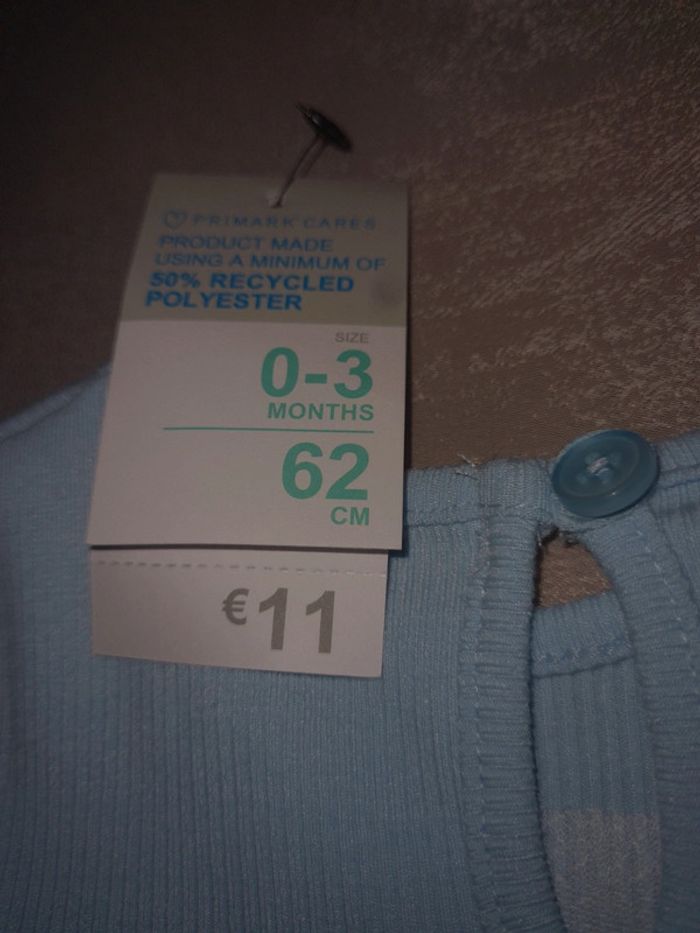 PRIMARK CARES
PRODUCT MADE
USING A MINIMUM OF
50% RECYCLED
POLYESTER
SIZE
0-3
MONTHS
62
CM
€11